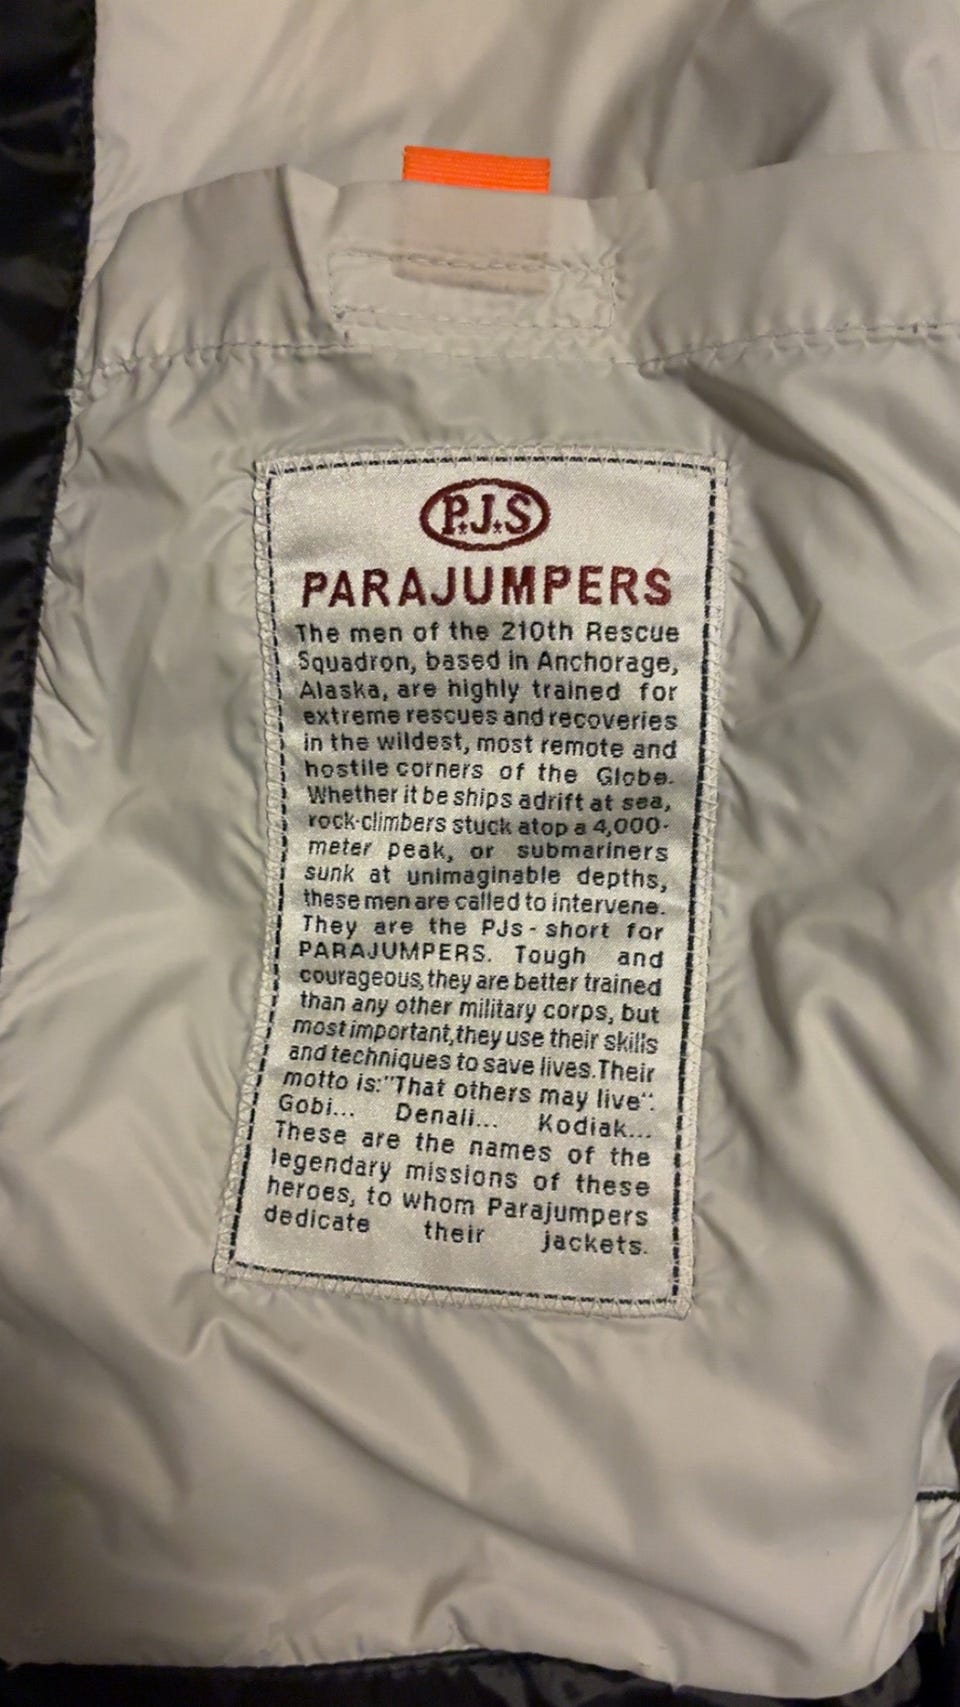 P.J.S
PARAJUMPERS
The men of the 210th Rescue
Squadron, based in Anchorage,
Alaska, are highly trained for
extreme rescues and recoveries
in the wildest, most remote and
hostile corners of the Globe.
Whether it be ships adrift at sea,
rock-climbers stuck atop a 4,000-
meter peak, or submariners
sunk at unimaginable depths,
these men are called to intervene.
They are the PJs - short for
PARAJUMPERS. Tough and
courageous, they are better trained
than any other military corps, but
most important, they use their skills
and techniques to save lives. Their
motto is: "That others may live".
Gobi... Denali... Kodiak...
These are the names of the
legendary missions of these
heroes, to whom Parajumpers
dedicate their jackets.